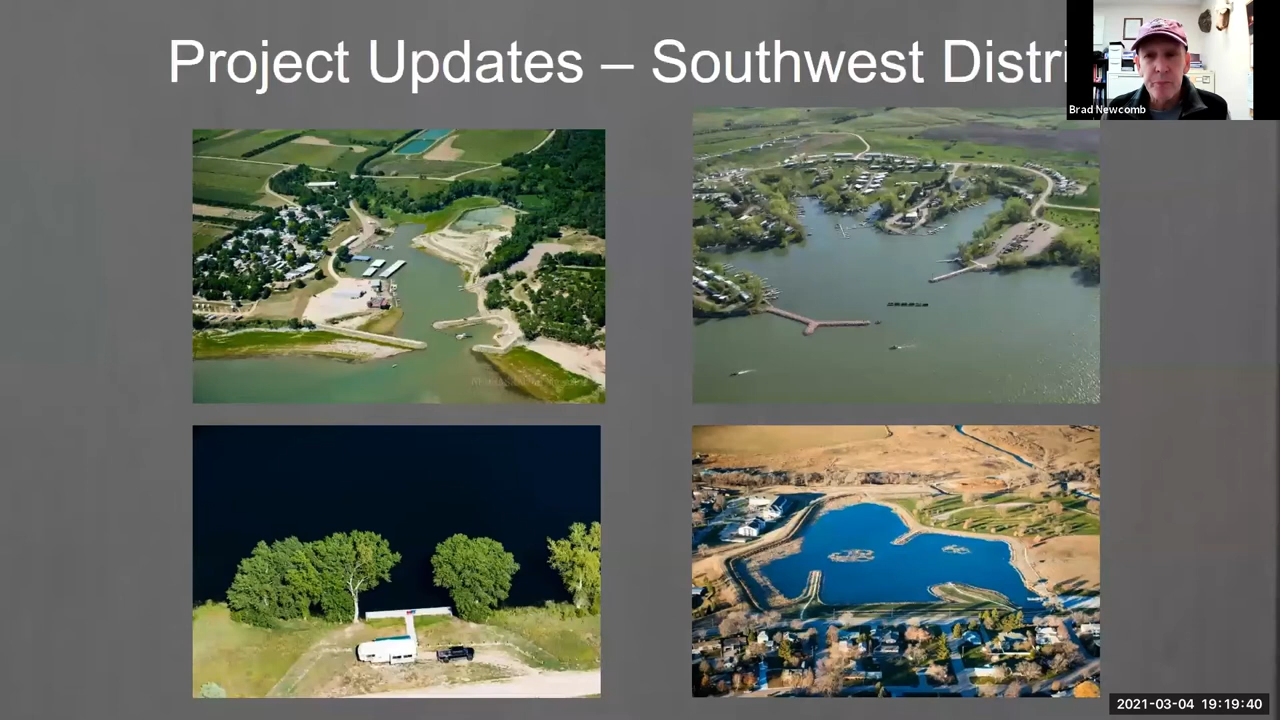 Project Updates – Southwest Distri
Brad Newcomb
2021-03-04 19:19:40